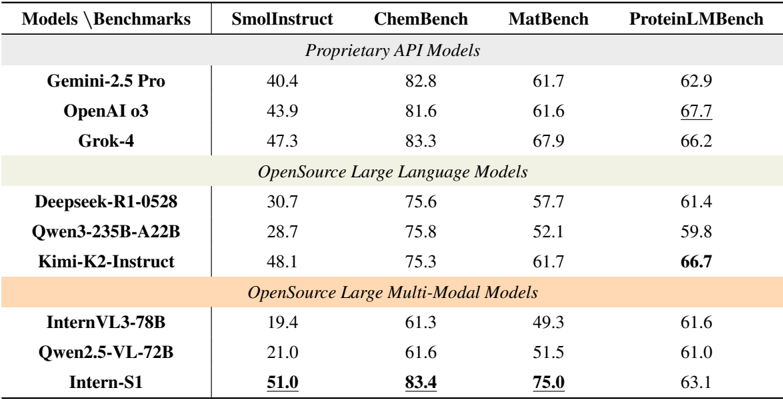 Models \Benchmarks SmolInstruct ChemBench MatBench ProteinLMBench
Proprietary API Models
Gemini-2.5 Pro 40.4 82.8 61.7 62.9
OpenAI o3 43.9 81.6 61.6 67.7
Grok-4 47.3 83.3 67.9 66.2
OpenSource Large Language Models
Deepseek-R1-0528 30.7 75.6 57.7 61.4
Qwen3-235B-A22B 28.7 75.8 52.1 59.8
Kimi-K2-Instruct 48.1 75.3 61.7 66.7
OpenSource Large Multi-Modal Models
InternVL3-78B 19.4 61.3 49.3 61.6
Qwen2.5-VL-72B 21.0 61.6 51.5 61.0
Intern-S1 51.0 83.4 75.0 63.1